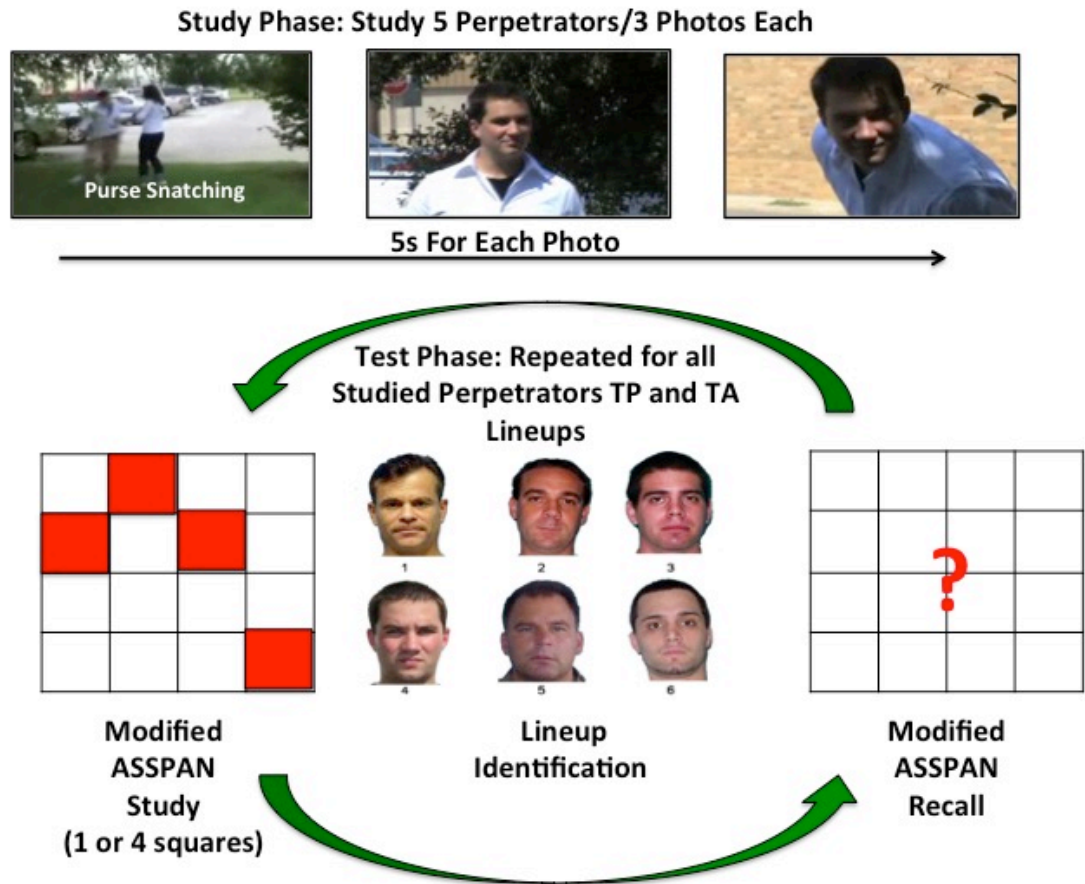 Study Phase: Study 5 Perpetrators/3 Photos Each
Purse Snatching
5s For Each Photo
Test Phase: Repeated for all
Studied Perpetrators TP and TA
Lineups
1
2
3
4
5
6
?
Modified
ASSPAN
Study
(1 or 4 squares)
Lineup
Identification
Modified
ASSPAN
Recall